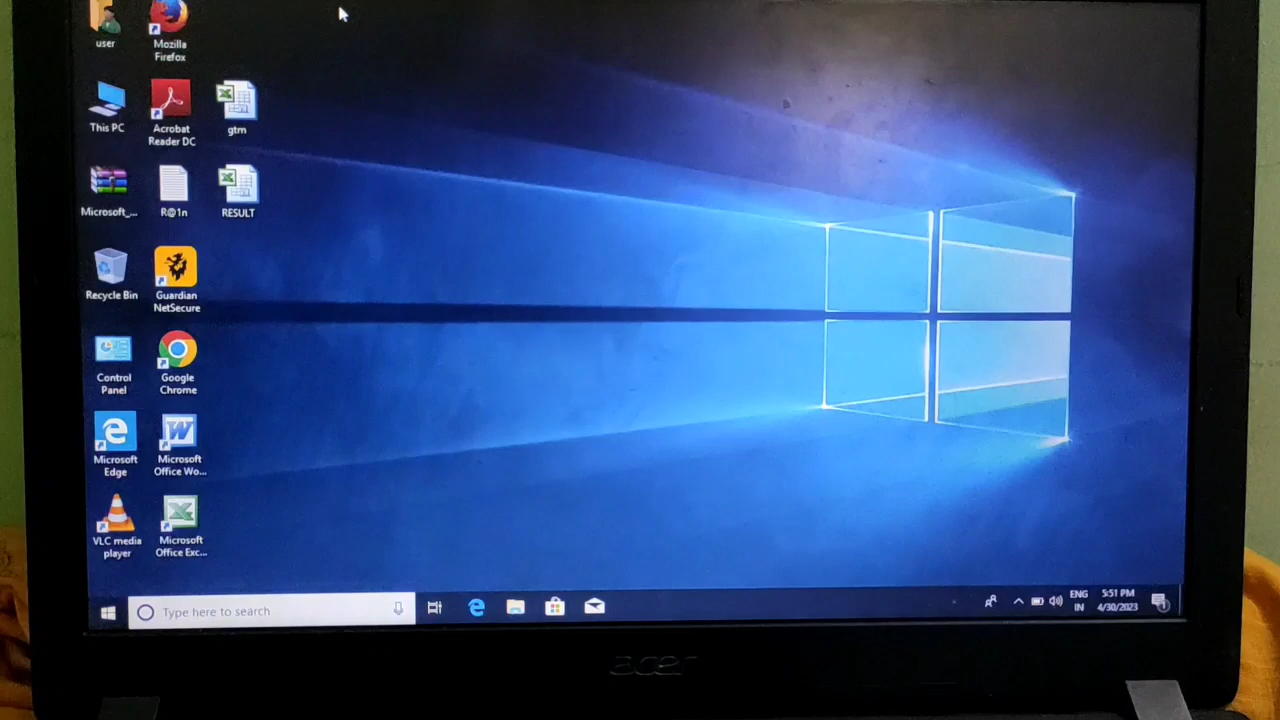 user
Mozilla
Firefox
This PC
Acrobat
Reader DC
gtm
Microsoft_...
R@1n
RESULT
Recycle Bin
Guardian
NetSecure
Control
Panel
Google
Chrome
Microsoft
Edge
Microsoft
Office Wo...
VLC media
player
Microsoft
Office Exc...
Type here to search
ENG
IN
5:51 PM
4/30/2023
1
acer